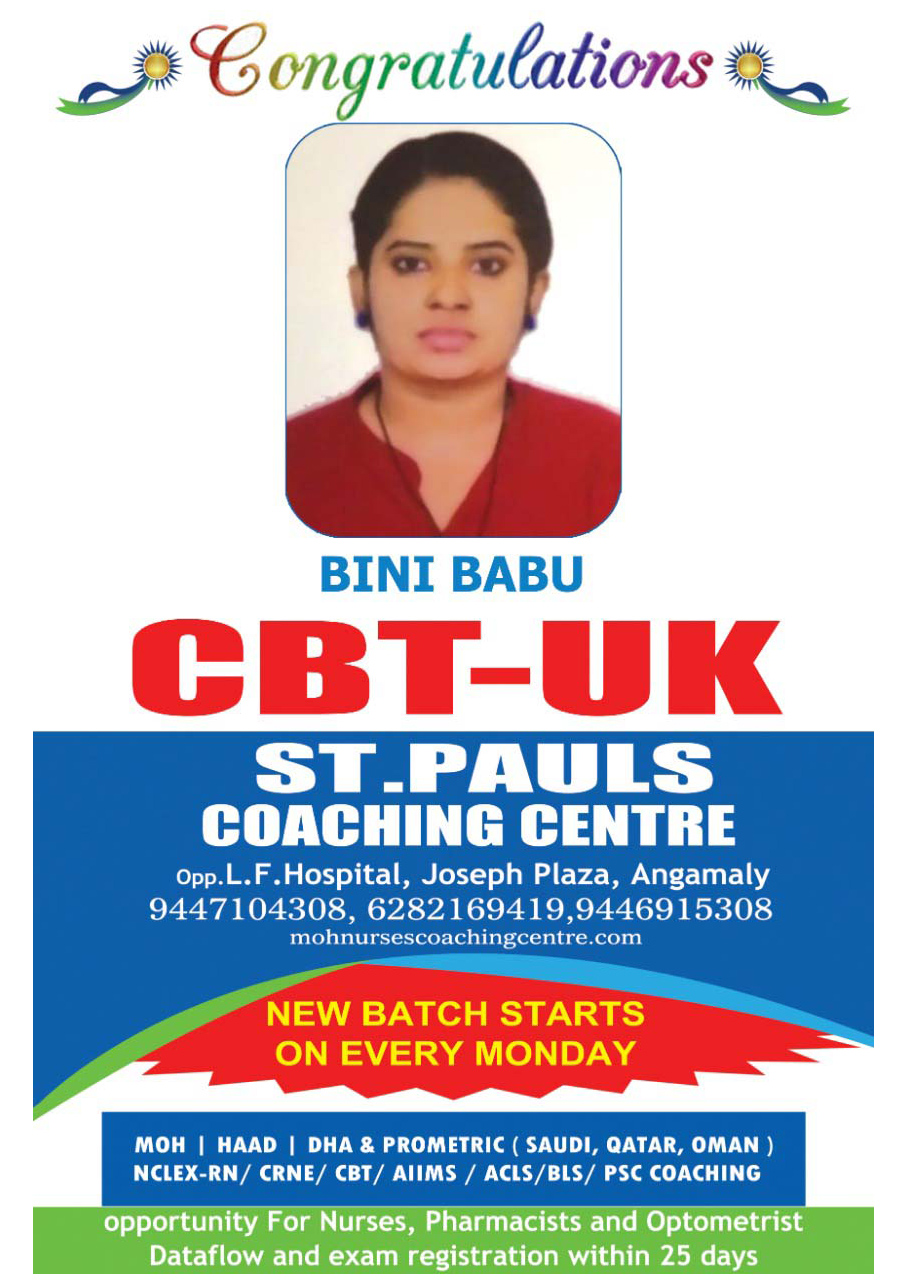 Congratulations
BINI BABU
CBT-UK
ST.PAULS
COACHING CENTRE
Opp.L.F.Hospital, Joseph Plaza, Angamaly
9447104308, 6282169419,9446915308
mohnursescoachingcentre.com
NEW BATCH STARTS
ON EVERY MONDAY
MOH | HAAD | DHA & PROMETRIC ( SAUDI, QATAR, OMAN )
NCLEX-RN/ CRNE/ CBT/ AIIMS / ACLS/BLS/ PSC COACHING
opportunity For Nurses, Pharmacists and Optometrist
Dataflow and exam registration within 25 days